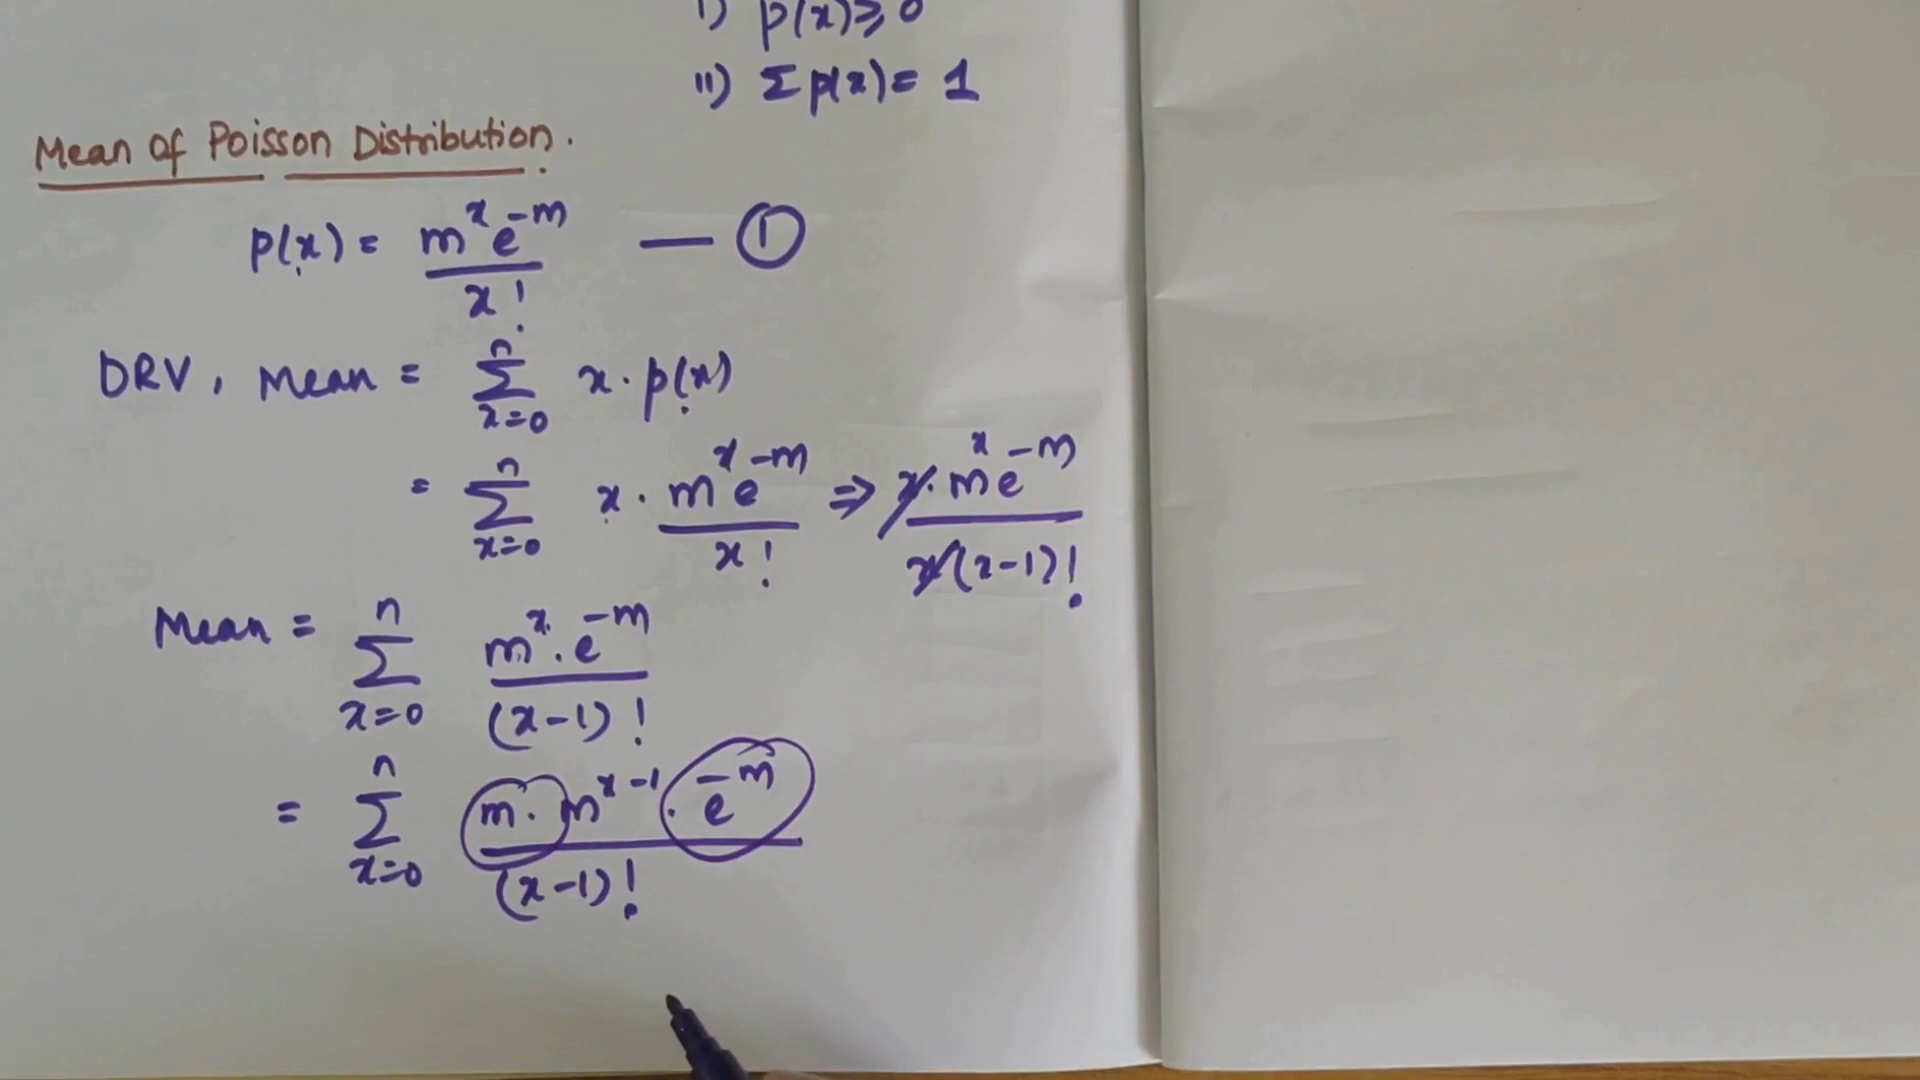 i) p(x)≥0
ii) Σp(x)= 1
Mean of Poisson Distribution.
p(x) = m^x e^-m / x! — ①
DRV, Mean = Σ_{x=0}^{n} x·p(x)
= Σ_{x=0}^{n} x · m^x e^-m / x! ⇒ x·m^x e^-m / x(x-1)!
Mean = Σ_{x=0}^{n} m^x · e^-m / (x-1)!
= Σ_{x=0}^{n} m· m^x-1 · e^-m / (x-1)!